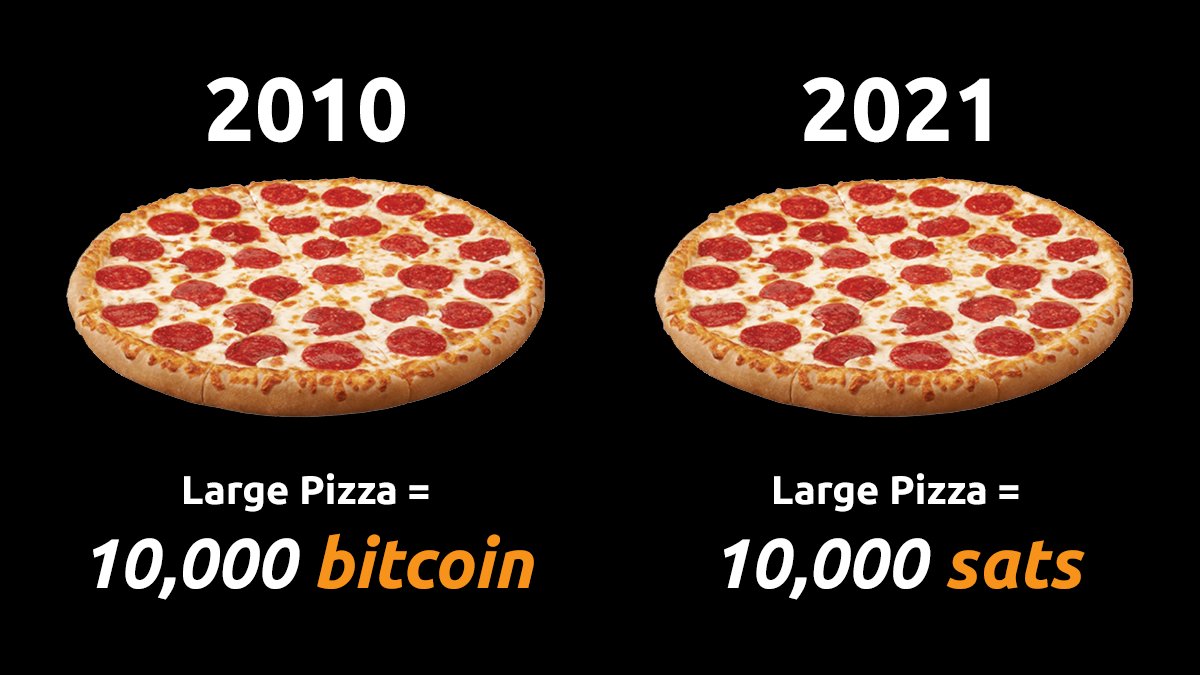 2010
Large Pizza =
10,000 bitcoin
2021
Large Pizza =
10,000 sats